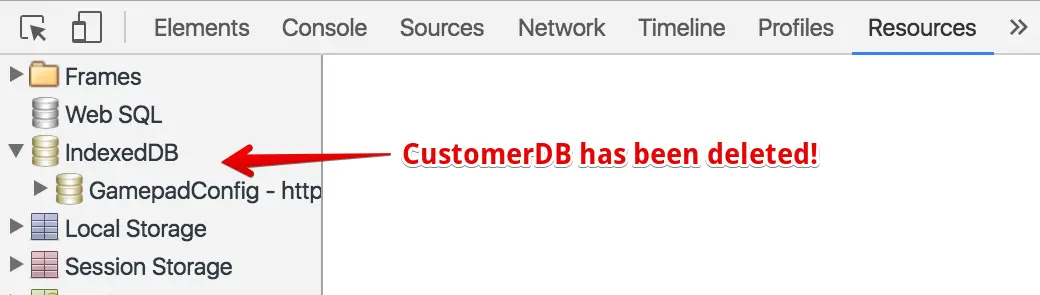 Elements Console Sources Network Timeline Profiles Resources »
Frames
Web SQL
IndexedDB
CustomerDB has been deleted!
GamepadConfig - http
Local Storage
Session Storage